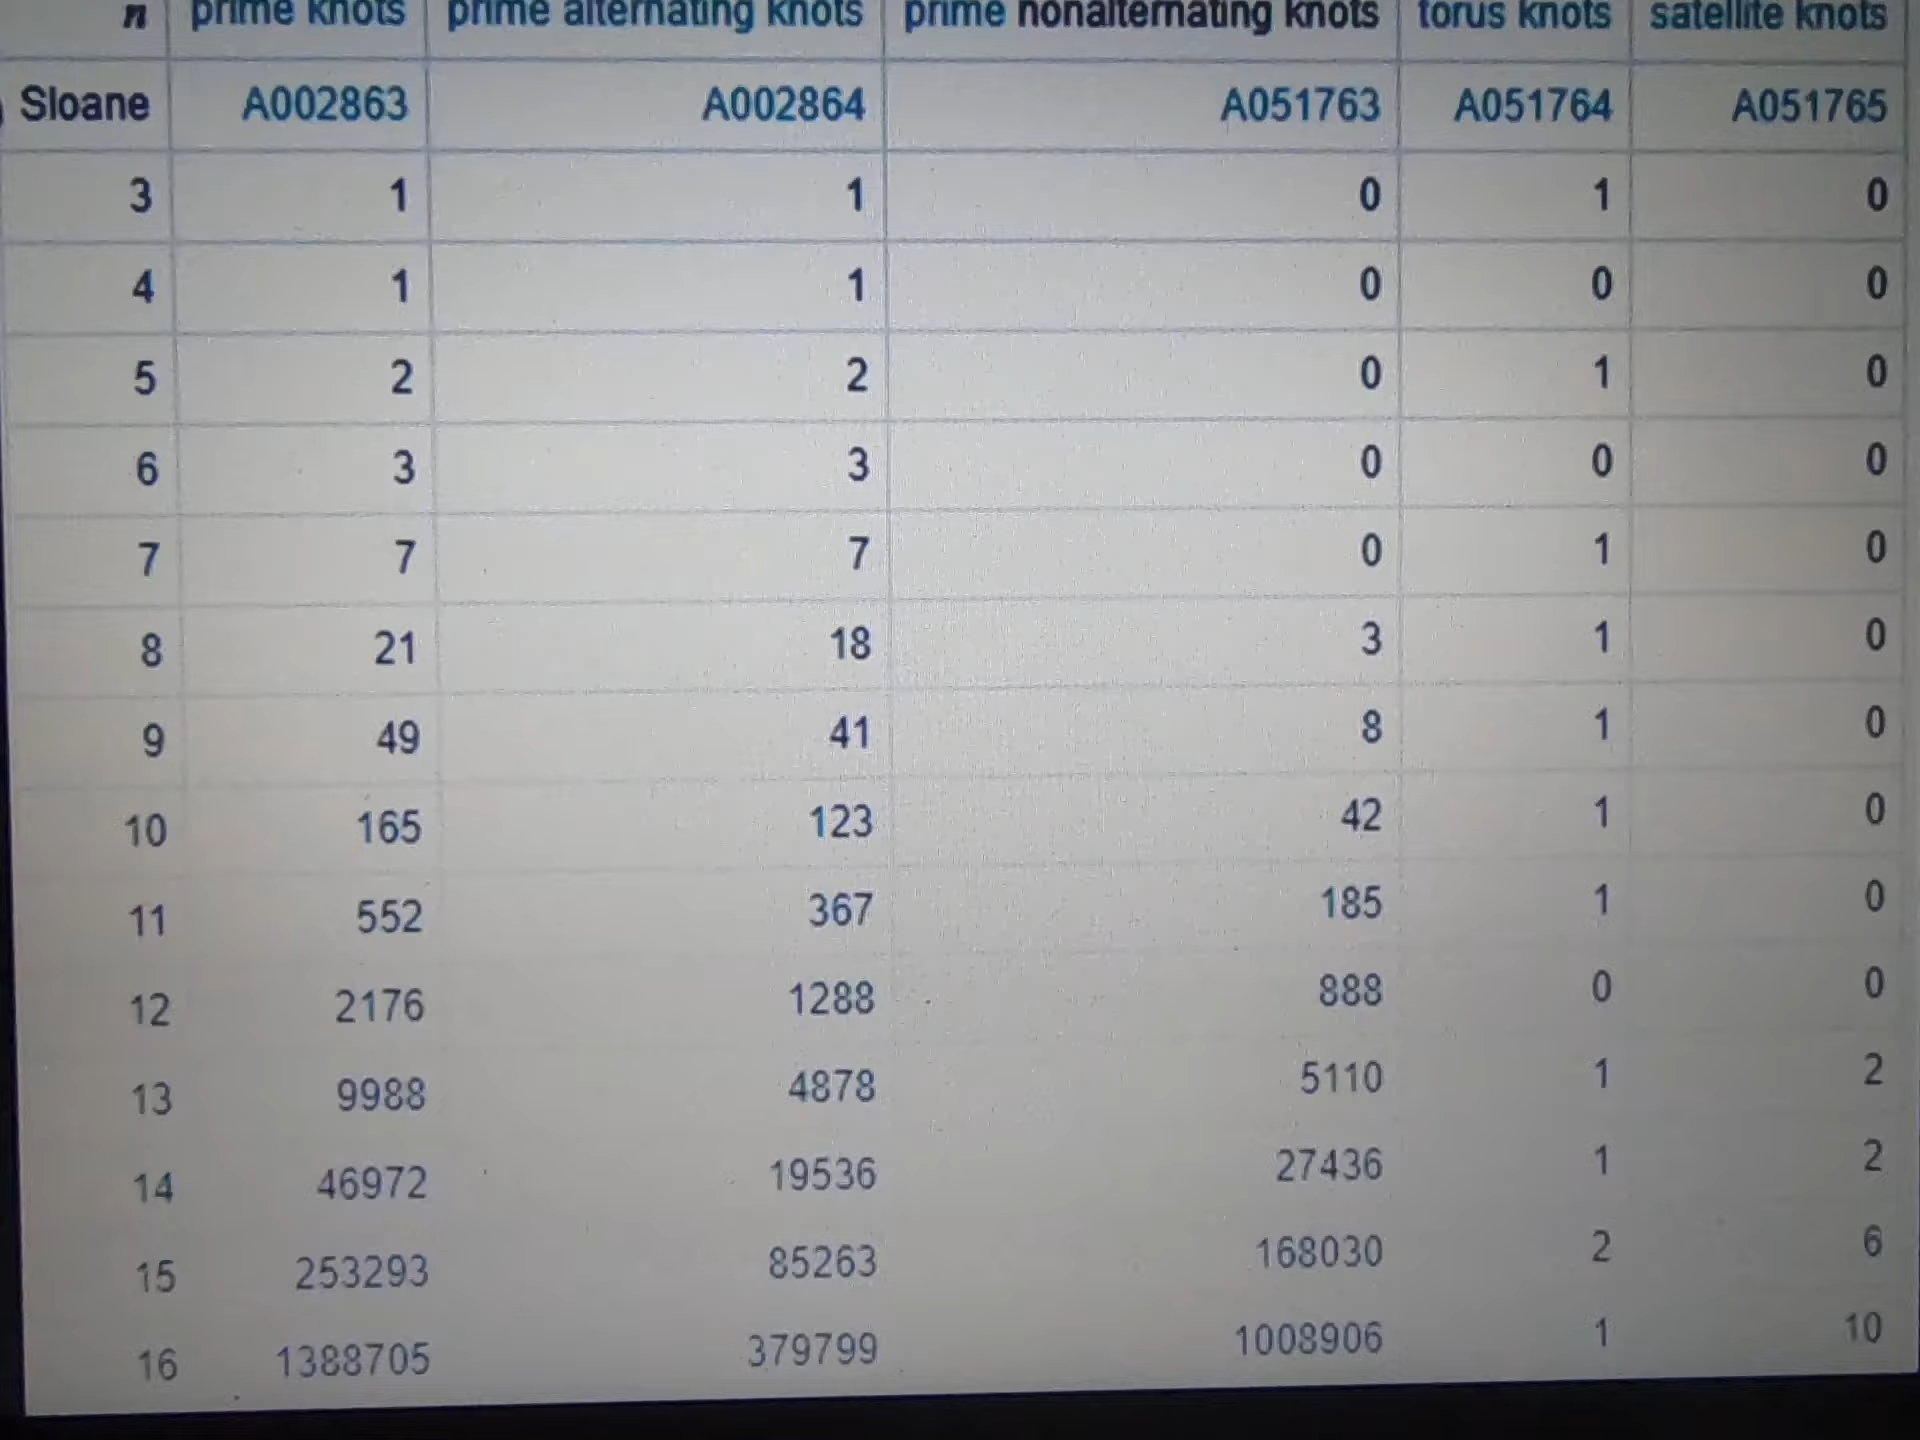 n prime knots prime alternating knots prime nonalternating knots torus knots satellite knots
Sloane A002863 A002864 A051763 A051764 A051765
3 1 1 0 1 0
4 1 1 0 0 0
5 2 2 0 1 0
6 3 3 0 0 0
7 7 7 0 1 0
8 21 18 3 1 0
9 49 41 8 1 0
10 165 123 42 1 0
11 552 367 185 1 0
12 2176 1288 888 0 0
13 9988 4878 5110 1 2
14 46972 19536 27436 1 2
15 253293 85263 168030 2 6
16 1388705 379799 1008906 1 10